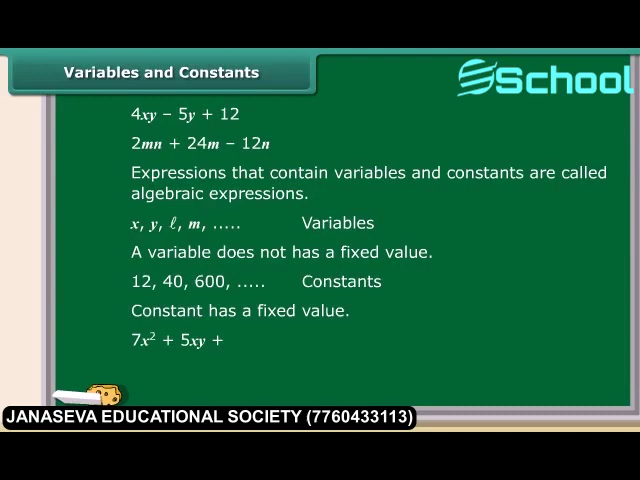 Variables and Constants
School
4xy – 5y + 12
2mn + 24m – 12n
Expressions that contain variables and constants are called
algebraic expressions.
x, y, ℓ, m, ..... Variables
A variable does not has a fixed value.
12, 40, 600, ..... Constants
Constant has a fixed value.
7x² + 5xy +
JANASEVA EDUCATIONAL SOCIETY (7760433113)